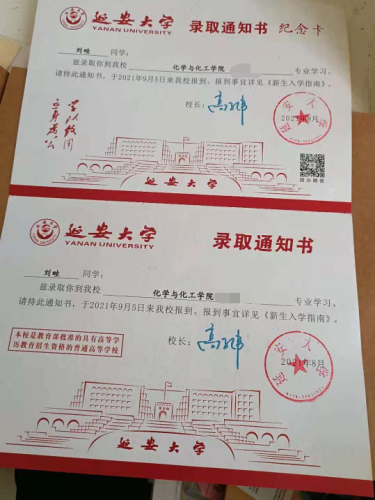 延安大学 录取通知书 纪念卡
YANAN UNIVERSITY
刘畦 同学：
兹录取你到我校 化学与化工学院 专业学习。
请持此通知书，于2021年9月5日来我校报到，报到事宜详见《新生入学指南》。
校长：
2021年8月
延安大学
延安大学 录取通知书
YANAN UNIVERSITY
刘畦 同学：
兹录取你到我校 化学与化工学院 专业学习。
请持此通知书，于2021年9月5日来我校报到，报到事宜详见《新生入学指南》。
本校是教育部批准的具有高等学
历教育招生资格的普通高等学校
校长：
2021年8月
延安大学